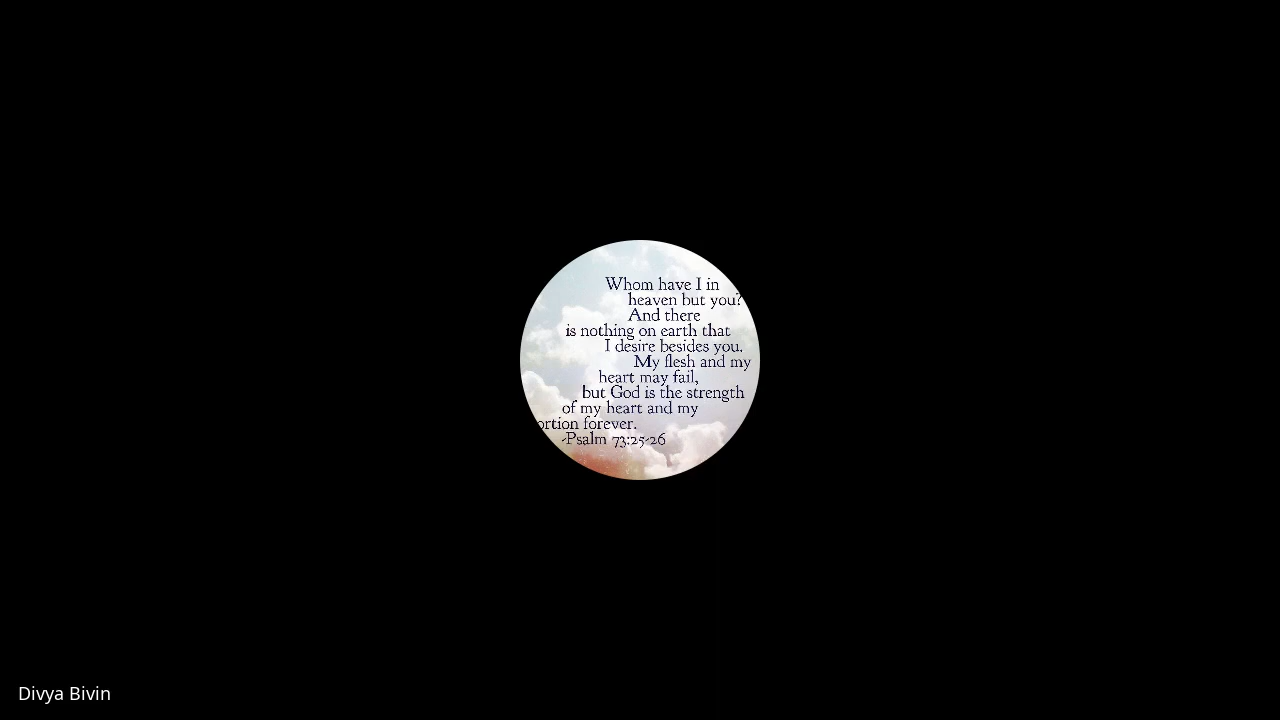 Whom have I in
heaven but you?
And there
is nothing on earth that
I desire besides you.
My flesh and my
heart may fail,
but God is the strength
of my heart and my
ortion forever.
-Psalm 73:25-26
Divya Bivin